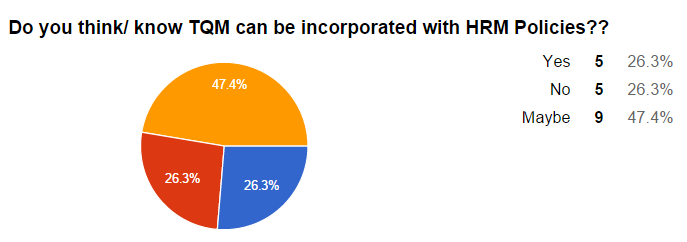 Do you think/ know TQM can be incorporated with HRM Policies??
Yes 5 26.3%
No 5 26.3%
Maybe 9 47.4%
47.4%
26.3%
26.3%